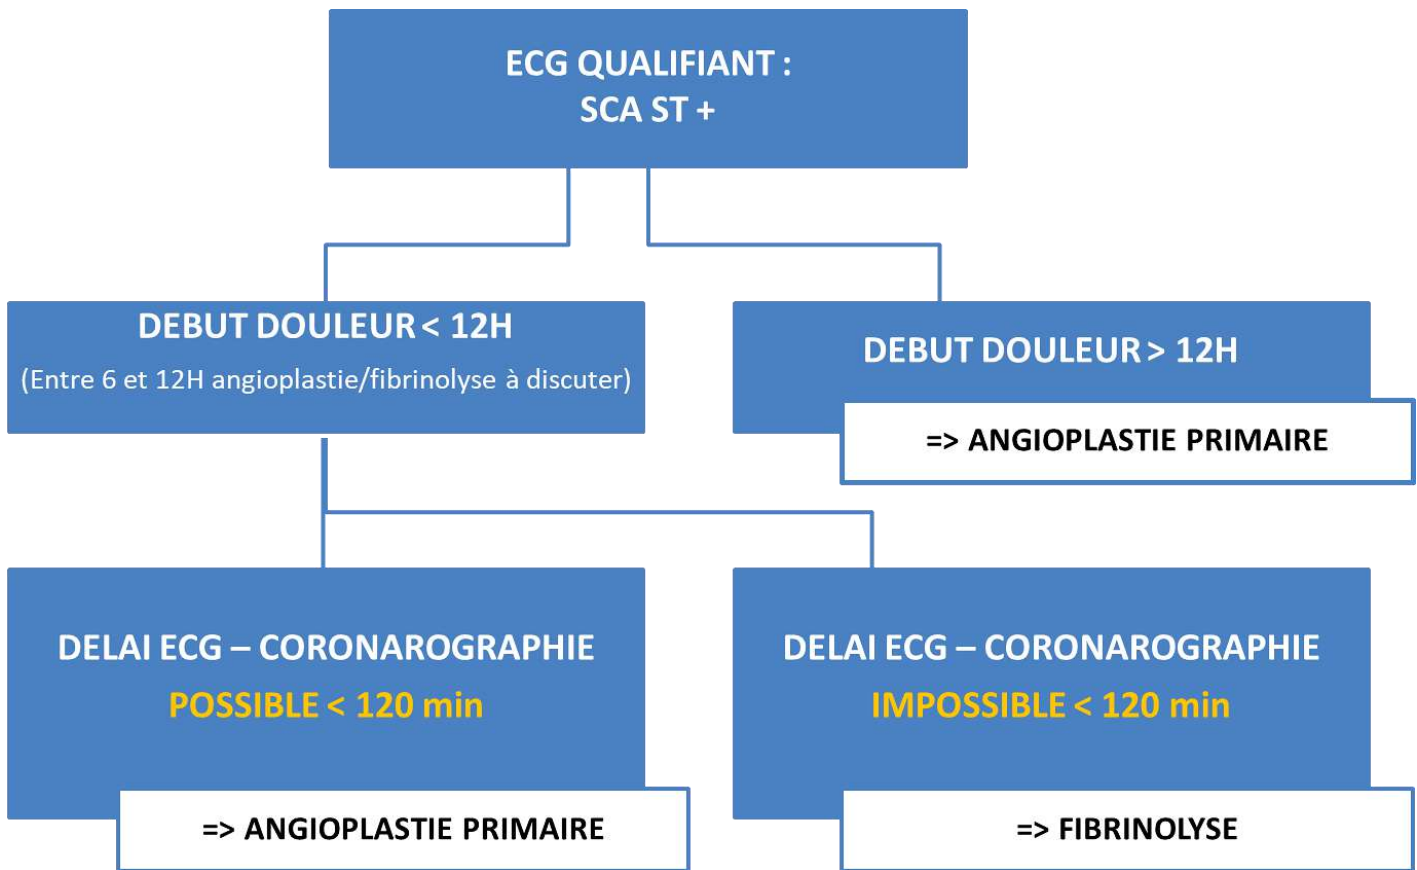 ECG QUALIFIANT :
SCA ST +
DEBUT DOULEUR < 12H
(Entre 6 et 12H angioplastie/fibrinolyse à discuter)
DEBUT DOULEUR > 12H
=> ANGIOPLASTIE PRIMAIRE
DELAI ECG – CORONAROGRAPHIE
POSSIBLE < 120 min
=> ANGIOPLASTIE PRIMAIRE
DELAI ECG – CORONAROGRAPHIE
IMPOSSIBLE < 120 min
=> FIBRINOLYSE